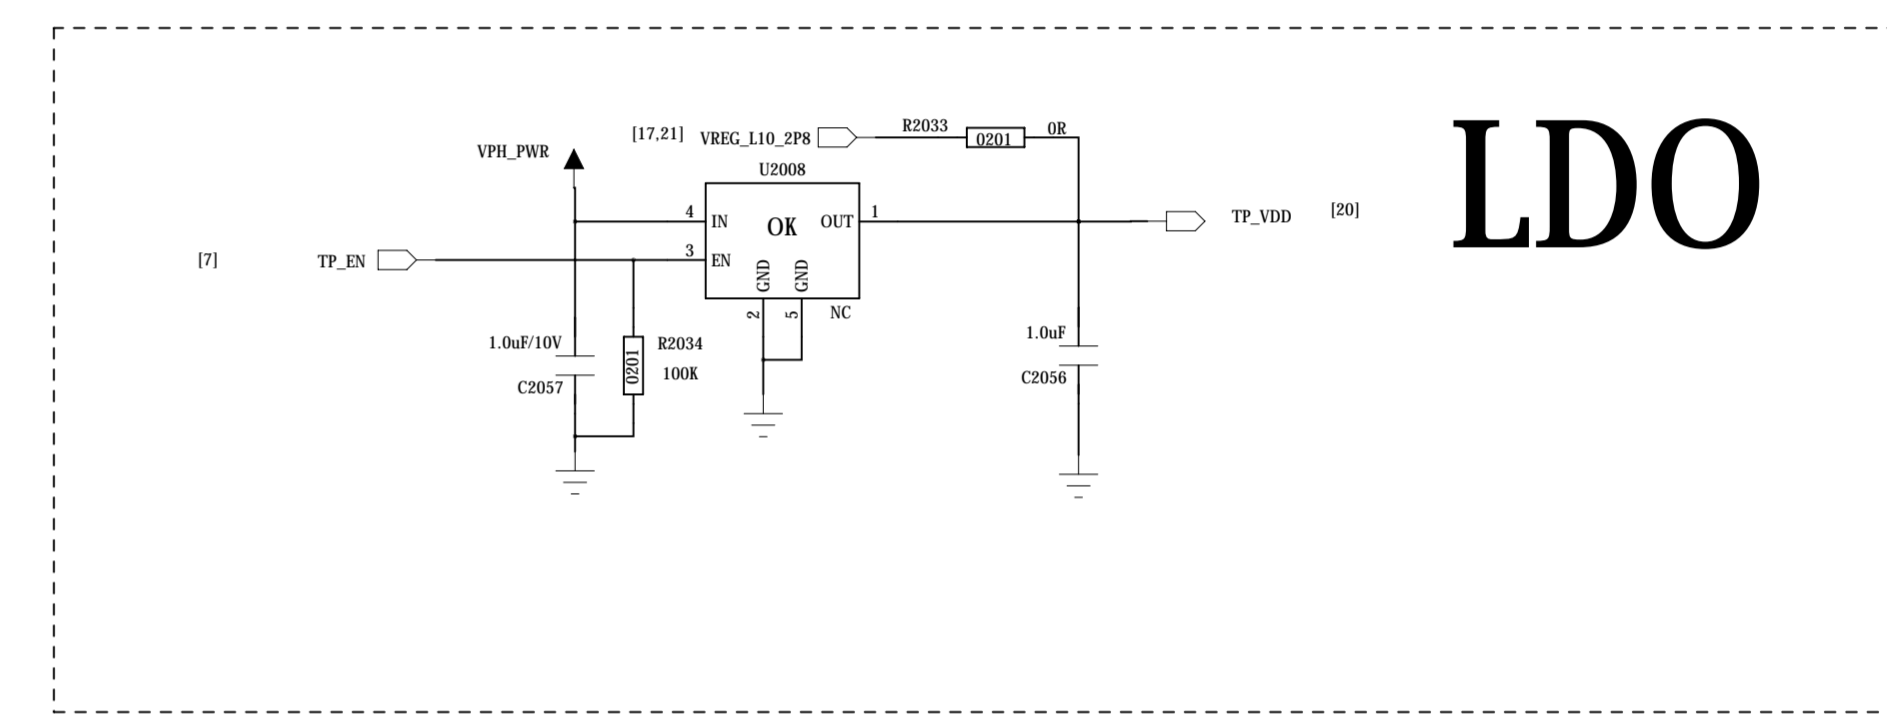 LDO
[17,21] VREG_L10_2P8
R2033
0201
0R
VPH_PWR
U2008
4
IN
OK
OUT
1
TP_VDD
[20]
[7]
TP_EN
3
EN
GND
GND
2
5
NC
1.0uF/10V
C2057
0201
R2034
100K
1.0uF
C2056